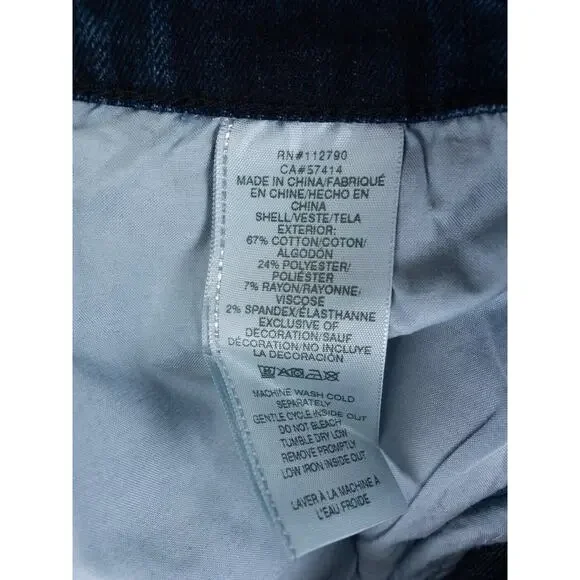 RN#112790
CA#57414
MADE IN CHINA/FABRIQUÉ
EN CHINE/HECHO EN
CHINA
SHELL/VESTE/TELA
EXTERIOR:
67% COTTON/COTON/
ALGODÓN
24% POLYESTER/
POLIÉSTER
7% RAYON/RAYONNE/
VISCOSE
2% SPANDEX/ÉLASTHANNE
EXCLUSIVE OF
DECORATION/SAUF
DÉCORATION/NO INCLUYE
LA DECORACIÓN
MACHINE WASH COLD
SEPARATELY
GENTLE CYCLE INSIDE OUT
DO NOT BLEACH
TUMBLE DRY LOW
REMOVE PROMPTLY
LOW IRON INSIDE OUT
LAVER À LA MACHINE À
L'EAU FROIDE